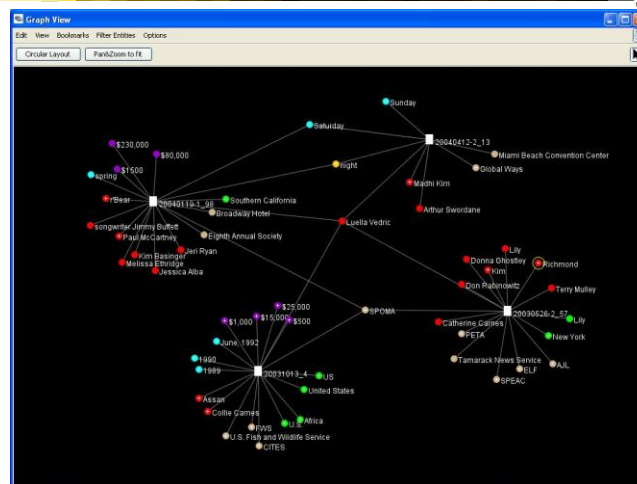 Graph View
Edit View Bookmarks Filter Entities Options
Circular Layout Pan&Zoom to fit
Sunday
Saturday
$230,000
$80,000
20040412-2_13
$1500
Miami Beach Convention Center
night
Global Ways
spring
Madhi Kim
r'Bear
Southern California
20040119-1_98
Broadway Hotel
Arthur Swordane
songwriter Jimmy Buffett
Luella Vedric
Paul McCartney
Eighth Annual Society
Lily
Jeri Ryan
Donna Ghostley
Richmond
Kim Basinger
Kim
Melissa Ethridge
Jessica Alba
Don Rabinowitz
Terry Mulley
$25,000
$15,000
$1,000
$500
SPOMA
20030526-2_57
Catherine Carnes
Lily
June, 1992
PETA
New York
1990
Tamarack News Service
AJL
1989
20031013_4
US
ELF
SPEAC
United States
Assan
Collie Carnes
Africa
FWS
U.S.
U.S. Fish and Wildlife Service
CITES